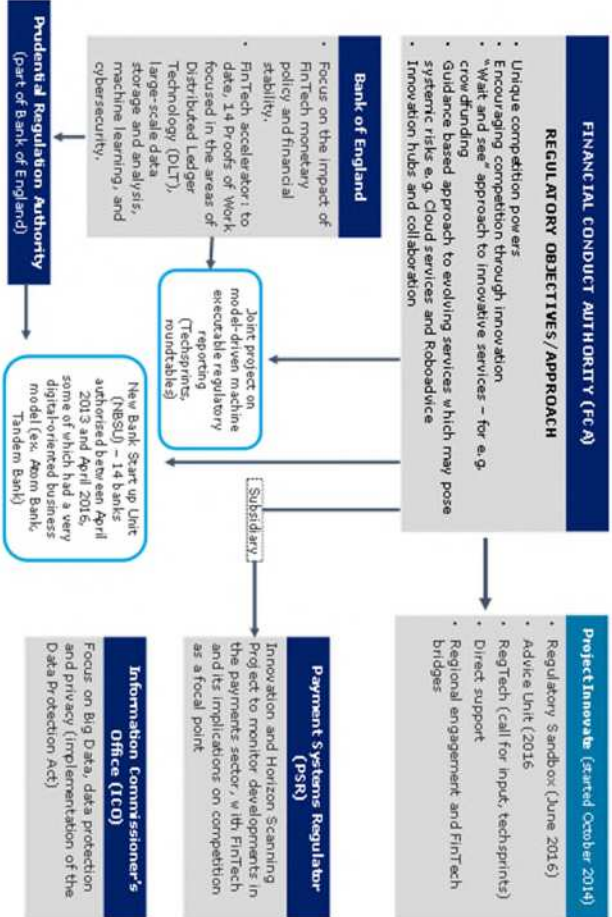 FINANCIAL CONDUCT AUTHORITY (FCA)
REGULATORY OBJECTIVES/APPROACH
• Unique competition powers
• Encouraging competition through innovation
• "Wait and see" approach to innovative services – for e.g.
crowdfunding
• Guidance based approach to evolving services which may pose
systemic risks e.g. Cloud services and Roboadvice
• Innovation hubs and collaboration
Project Innovate (started October 2014)
• Regulatory Sandbox (June 2016)
• Advice Unit (2016
• RegTech (call for input, techsprints)
• Direct support
• Regional engagement and FinTech
bridges
Bank of England
• Focus on the impact of
FinTech monetary
policy and financial
stability.
• FinTech accelerator: to
date, 14 Proofs of Work
focused in the areas of
Distributed Ledger
Technology (DLT),
large-scale data
storage and analysis,
machine learning, and
cybersecurity.
Joint project on
model-driven machine
executable regulatory
reporting
(Techsprints,
roundtables)
Subsidiary
Payment Systems Regulator
(PSR)
Innovation and Horizon Scanning
Project to monitor developments in
the payments sector, with FinTech
and its implications on competition
as a focal point
Prudential Regulation Authority
(part of Bank of England)
New Bank Start up Unit
(NBSU) – 14 banks
authorised between April
2013 and April 2016,
some of which had a very
digital-oriented business
model (ex. Atom Bank,
Tandem Bank)
Information Commissioner's
Office (ICO)
Focus on Big Data, data protection
and privacy (implementation of the
Data Protection Act)